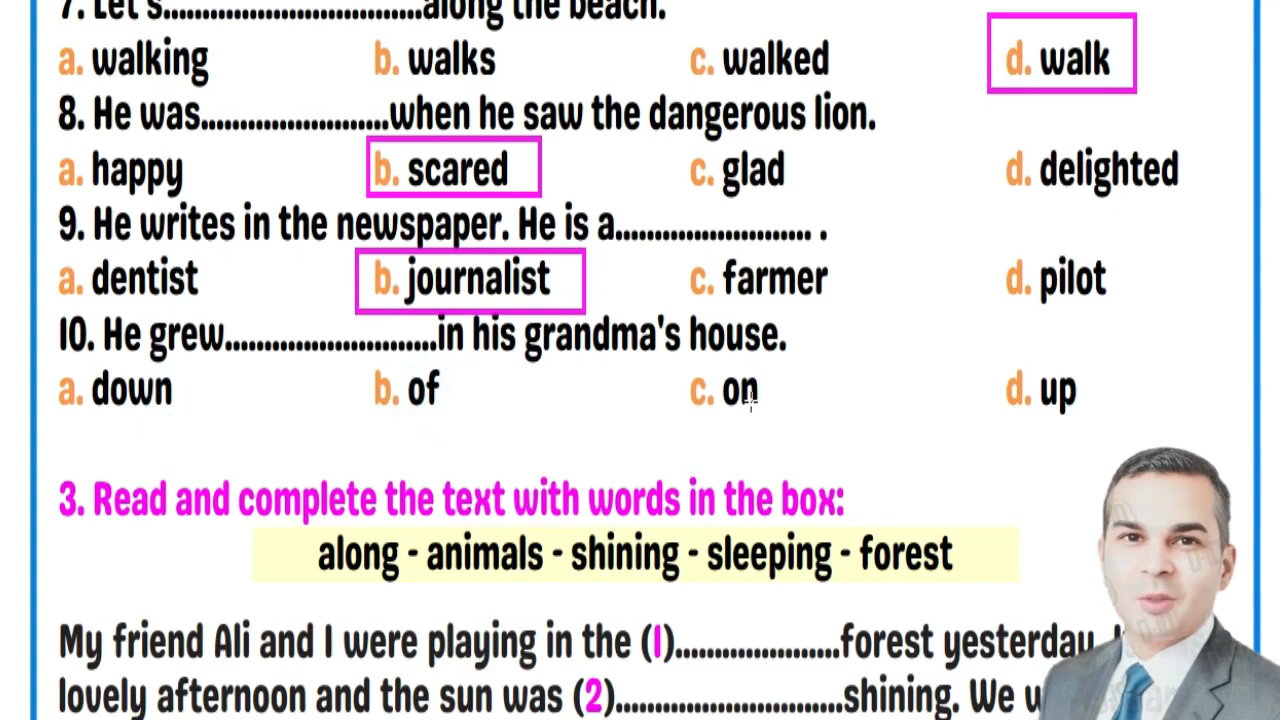 7. Let's..................................along the beach.
a. walking b. walks c. walked d. walk
8. He was........................when he saw the dangerous lion.
a. happy b. scared c. glad d. delighted
9. He writes in the newspaper. He is a......................... .
a. dentist b. journalist c. farmer d. pilot
10. He grew...........................in his grandma's house.
a. down b. of c. on d. up
3. Read and complete the text with words in the box:
along - animals - shining - sleeping - forest
My friend Ali and I were playing in the (1).....................forest yesterday.
lovely afternoon and the sun was (2).............................shining. We